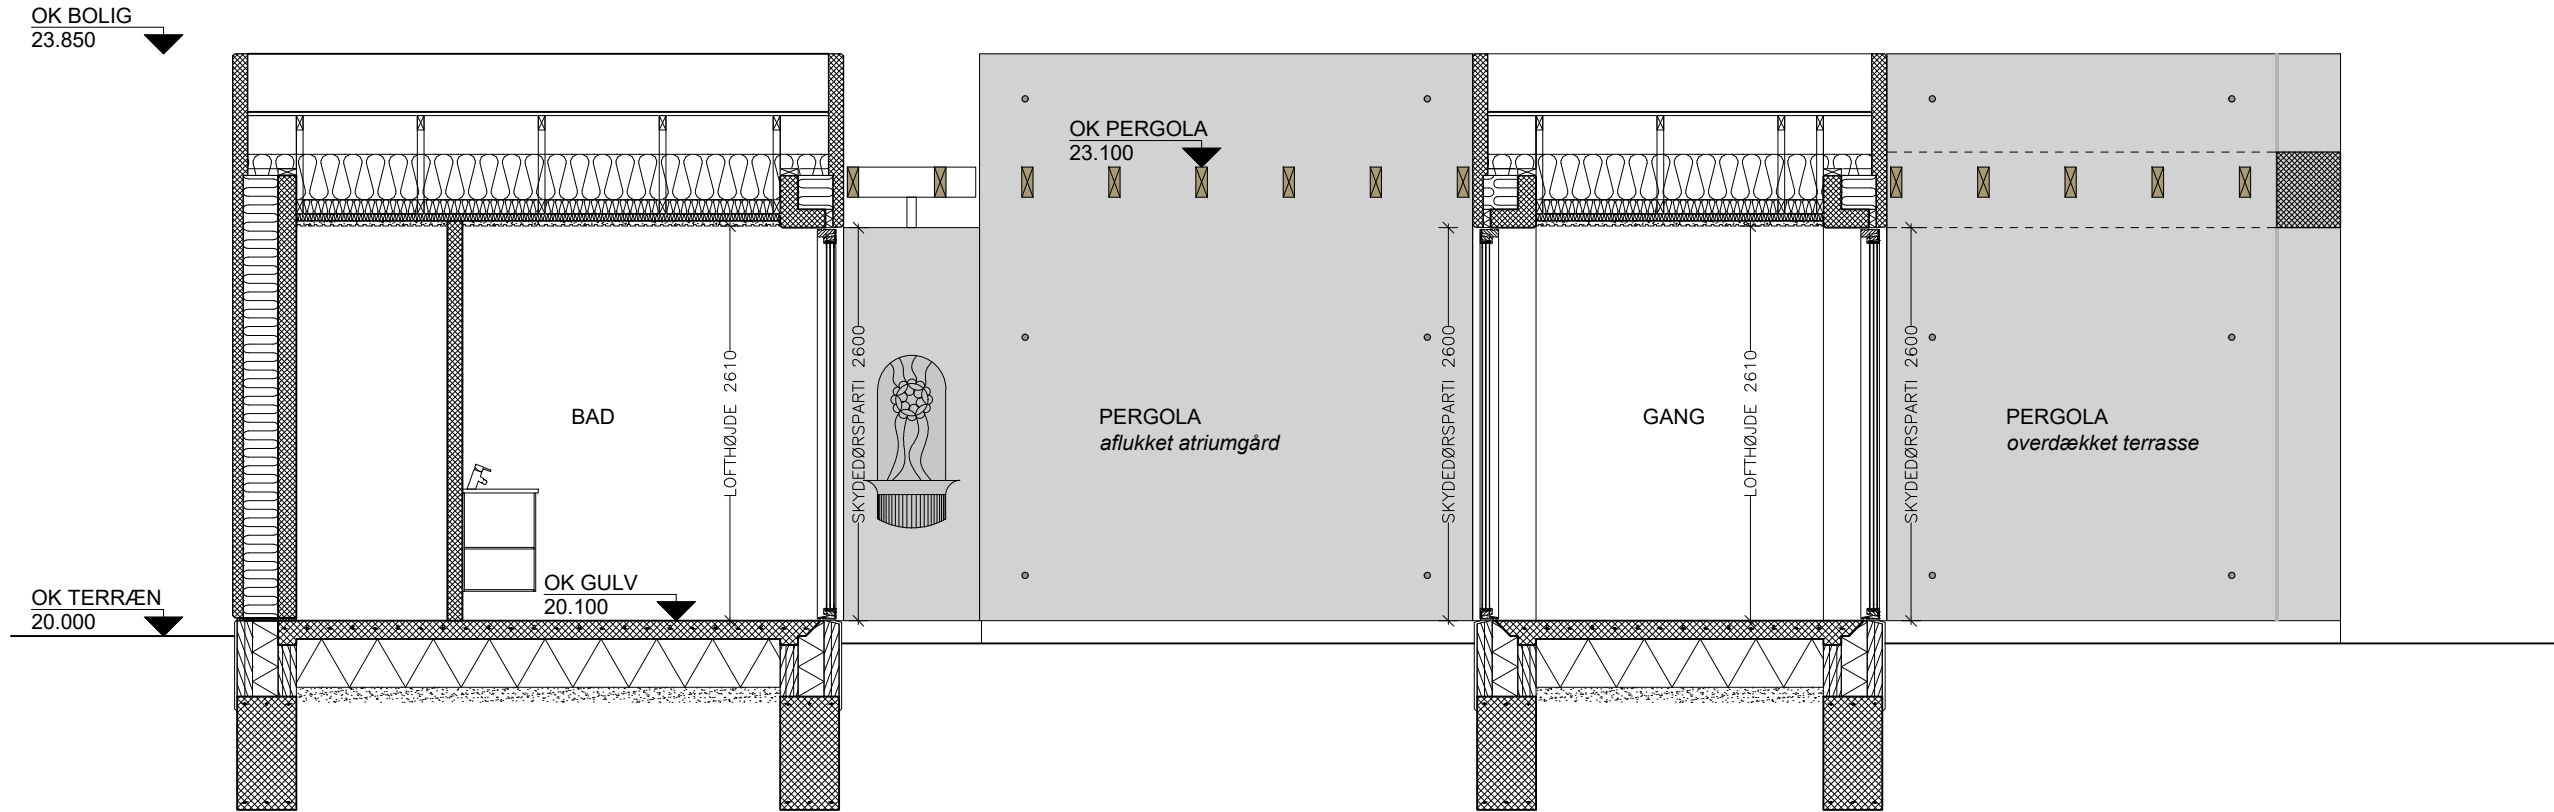 OK BOLIG
23.850
OK PERGOLA
23.100
LOFTHØJDE 2610
SKYDEDØRSPARTI 2600
SKYDEDØRSPARTI 2600
LOFTHØJDE 2610
SKYDEDØRSPARTI 2600
BAD
PERGOLA
aflukket atriumgård
GANG
PERGOLA
overdækket terrasse
OK GULV
20.100
OK TERRÆN
20.000